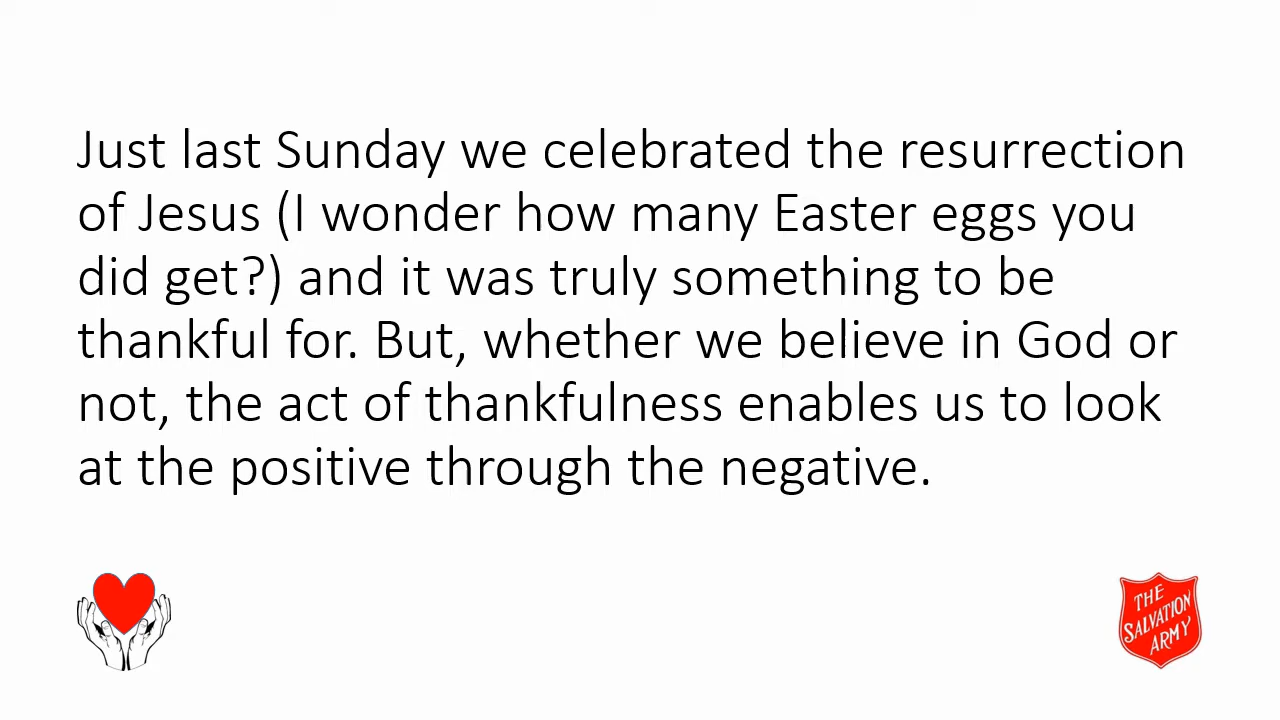 Just last Sunday we celebrated the resurrection
of Jesus (I wonder how many Easter eggs you
did get?) and it was truly something to be
thankful for. But, whether we believe in God or
not, the act of thankfulness enables us to look
at the positive through the negative.
THE
SALVATION
ARMY